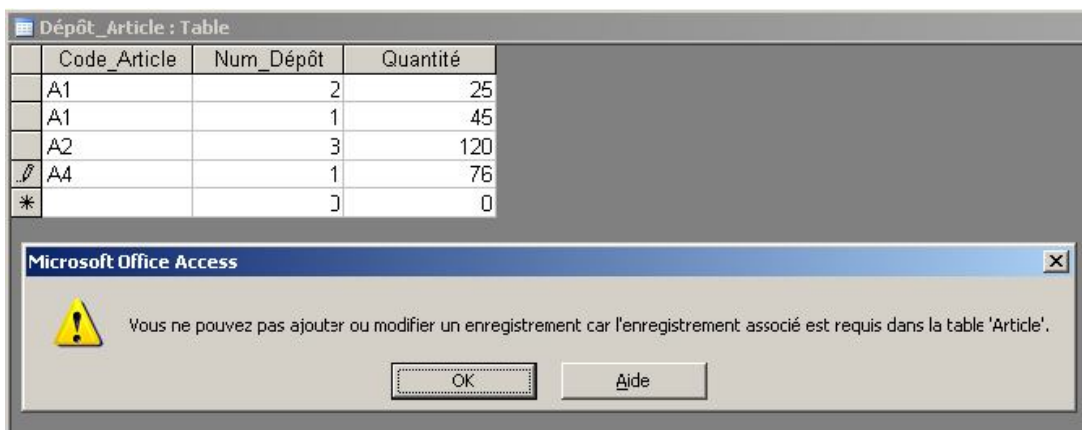 Dépôt_Article : Table
Code_Article Num_Dépôt Quantité
A1 2 25
A1 1 45
A2 3 120
A4 1 76
0 0
Microsoft Office Access
Vous ne pouvez pas ajouter ou modifier un enregistrement car l'enregistrement associé est requis dans la table 'Article'.
OK Aide